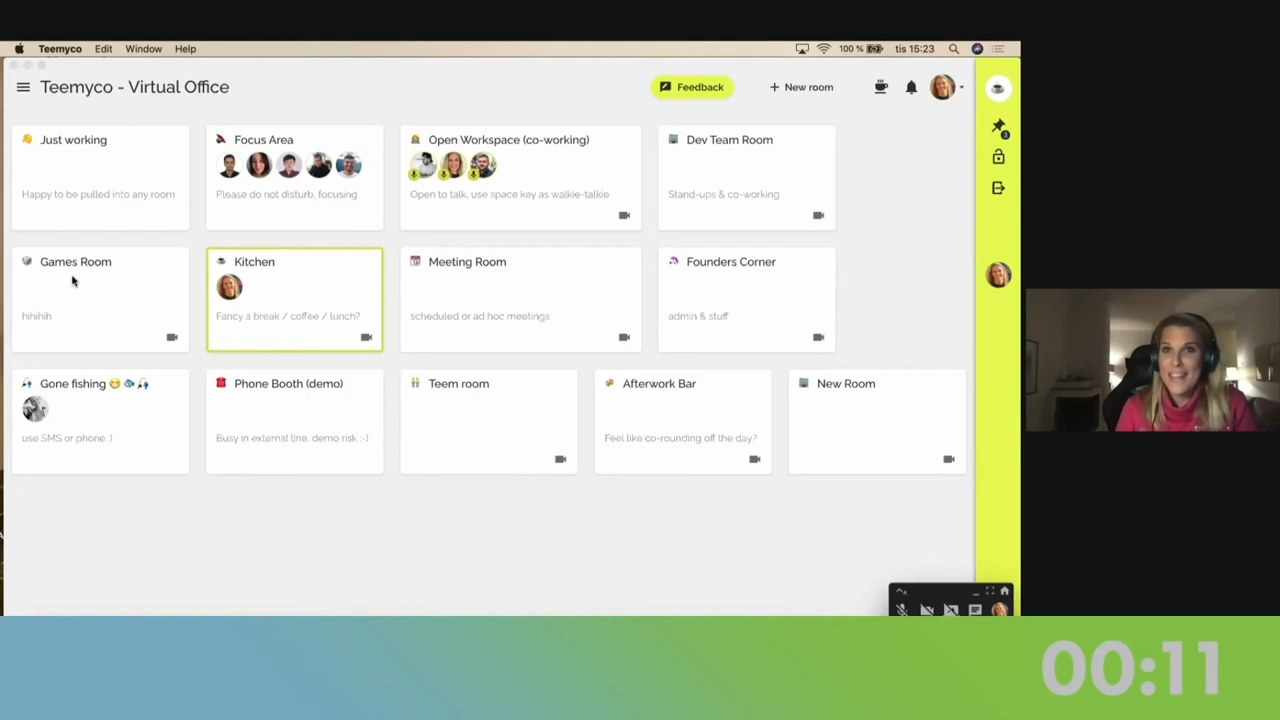 Teemyco Edit Window Help 100 % tis 15:23
Teemyco - Virtual Office Feedback + New room
Just working
Happy to be pulled into any room
Focus Area
Please do not disturb, focusing
Open Workspace (co-working)
Open to talk, use space key as walkie-talkie
Dev Team Room
Stand-ups & co-working
Games Room
hihihih
Kitchen
Fancy a break / coffee / lunch?
Meeting Room
scheduled or ad hoc meetings
Founders Corner
admin & stuff
Gone fishing
use SMS or phone :)
Phone Booth (demo)
Busy in external line, demo risk ;-)
Teem room
Afterwork Bar
Feel like co-rounding off the day?
New Room
00:11